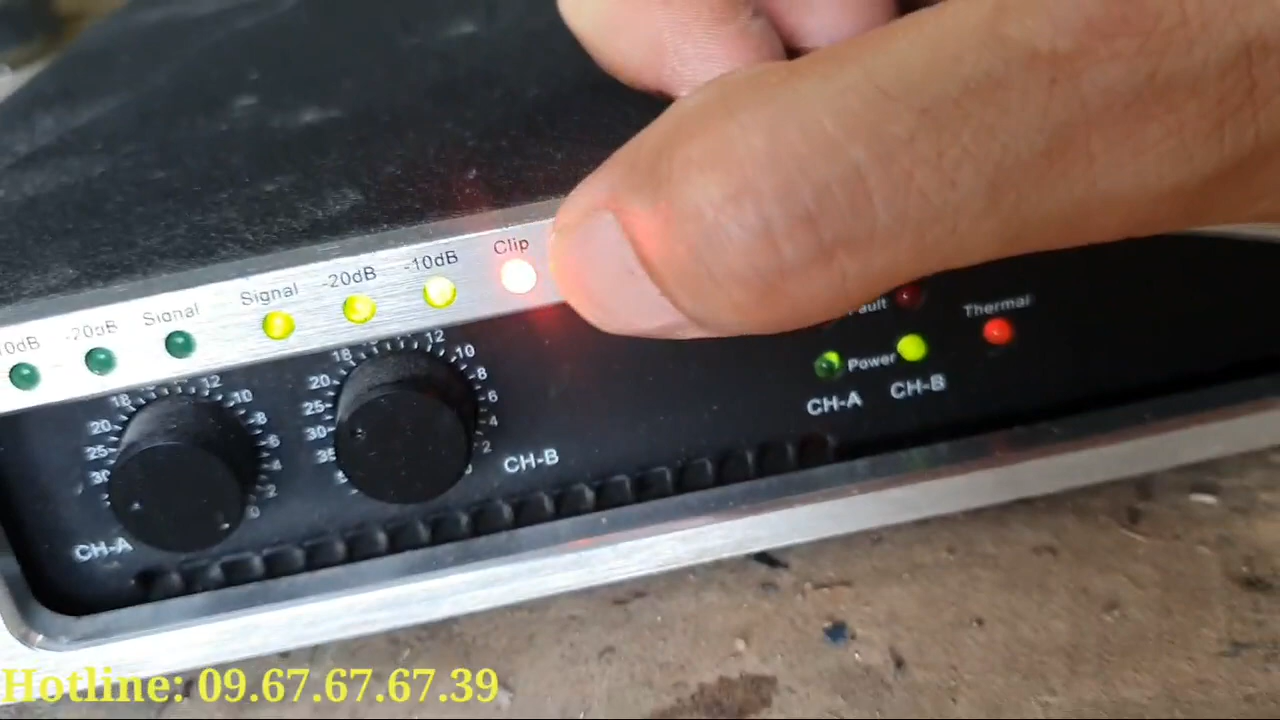 -10dB -20dB Signal Signal -20dB -10dB Clip
18 12 10 8 6 4 2 0 20 25 30
CH-A
18 12 10 8 6 4 2 0 20 25 30 35
CH-B
Fault
Power
Thermal
CH-A CH-B
Hotline: 09.67.67.67.39